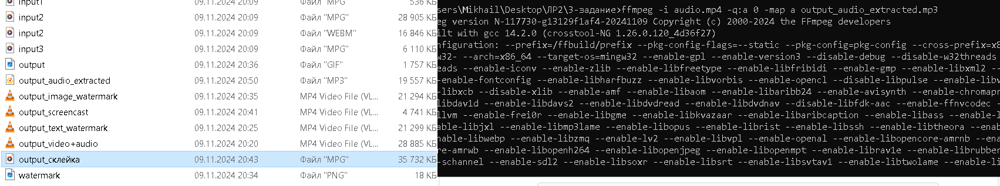 input1 09.11.2024 20:09 Файл "MPG" 536 КБ
input2 09.11.2024 20:09 Файл "MPG" 28 905 КБ
input2 09.11.2024 20:09 Файл "WEBM" 16 846 КБ
input3 09.11.2024 20:09 Файл "MPG" 6 110 КБ
output 09.11.2024 20:36 Файл "GIF" 1 757 КБ
output_audio_extracted 09.11.2024 20:50 Файл "MP3" 19 557 КБ
output_image_watermark 09.11.2024 20:35 MP4 Video File (VL... 21 294 КБ
output_screencast 09.11.2024 20:41 MP4 Video File (VL... 4 741 КБ
output_text_watermark 09.11.2024 20:25 MP4 Video File (VL... 21 299 КБ
output_video+audio 09.11.2024 20:20 MP4 Video File (VL... 28 885 КБ
output_склейка 09.11.2024 20:43 Файл "MPG" 35 732 КБ
watermark 09.11.2024 20:34 Файл "PNG" 18 КБ
sers\Mikhail\Desktop\ЛР2\3-задание>ffmpeg -i audio.mp4 -q:a 0 -map a output_audio_extracted.mp3
eg version N-117730-g13129f1af4-20241109 Copyright (c) 2000-2024 the FFmpeg developers
ilt with gcc 14.2.0 (crosstool-NG 1.26.0.120_4d36f27)
nfiguration: --prefix=/ffbuild/prefix --pkg-config-flags=--static --pkg-config=pkg-config --cross-prefix=x8
w32- --arch=x86_64 --target-os=mingw32 --enable-gpl --enable-version3 --disable-debug --disable-w32threads
eads --enable-iconv --enable-zlib --enable-libfreetype --enable-libfribidi --enable-gmp --enable-libxml2 --
-enable-fontconfig --enable-libharfbuzz --enable-libvorbis --enable-opencl --disable-libpulse --enable-libv
-libxcb --disable-xlib --enable-amf --enable-libaom --enable-libaribb24 --enable-avisynth --enable-chromapr
libdav1d --enable-libdavs2 --enable-libdvdread --enable-libdvdnav --disable-libfdk-aac --enable-ffnvcodec -
llvm --enable-frei0r --enable-libgme --enable-libkvazaar --enable-libaribcaption --enable-libass --enable-l
able-libjxl --enable-libmp3lame --enable-libopus --enable-librist --enable-libssh --enable-libtheora --enab
nable-libwebp --enable-libzmq --enable-lv2 --enable-libvpl --enable-openal --enable-libopencore-amrnb --ena
re-amrwb --enable-libopenh264 --enable-libopenjpeg --enable-libopenmpt --enable-librav1e --enable-librubber
-schannel --enable-sdl2 --enable-libsoxr --enable-libsrt --enable-libsvtav1 --enable-libtwolame --enable-li